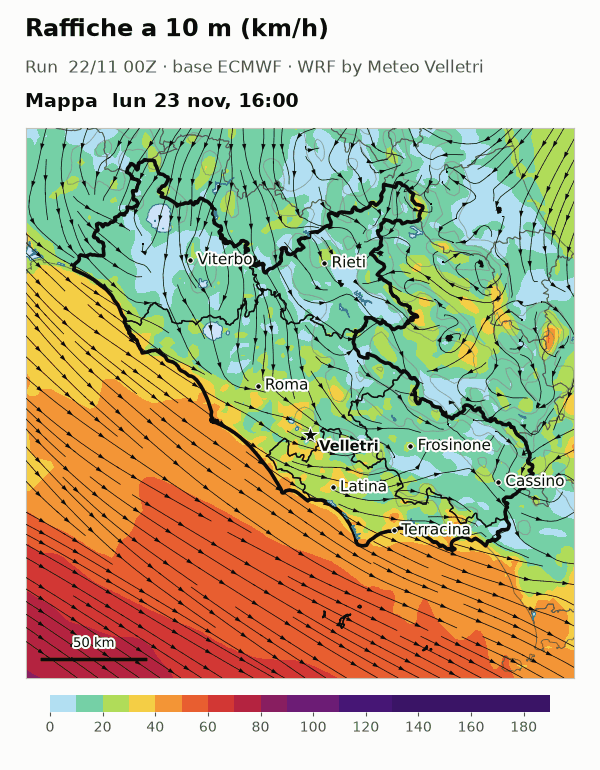 Raffiche a 10 m (km/h)
Run 22/11 00Z · base ECMWF · WRF by Meteo Velletri
Mappa lun 23 nov, 16:00
Viterbo
Rieti
Roma
Velletri
Frosinone
Latina
Cassino
Terracina
50 km
0 20 40 60 80 100 120 140 160 180